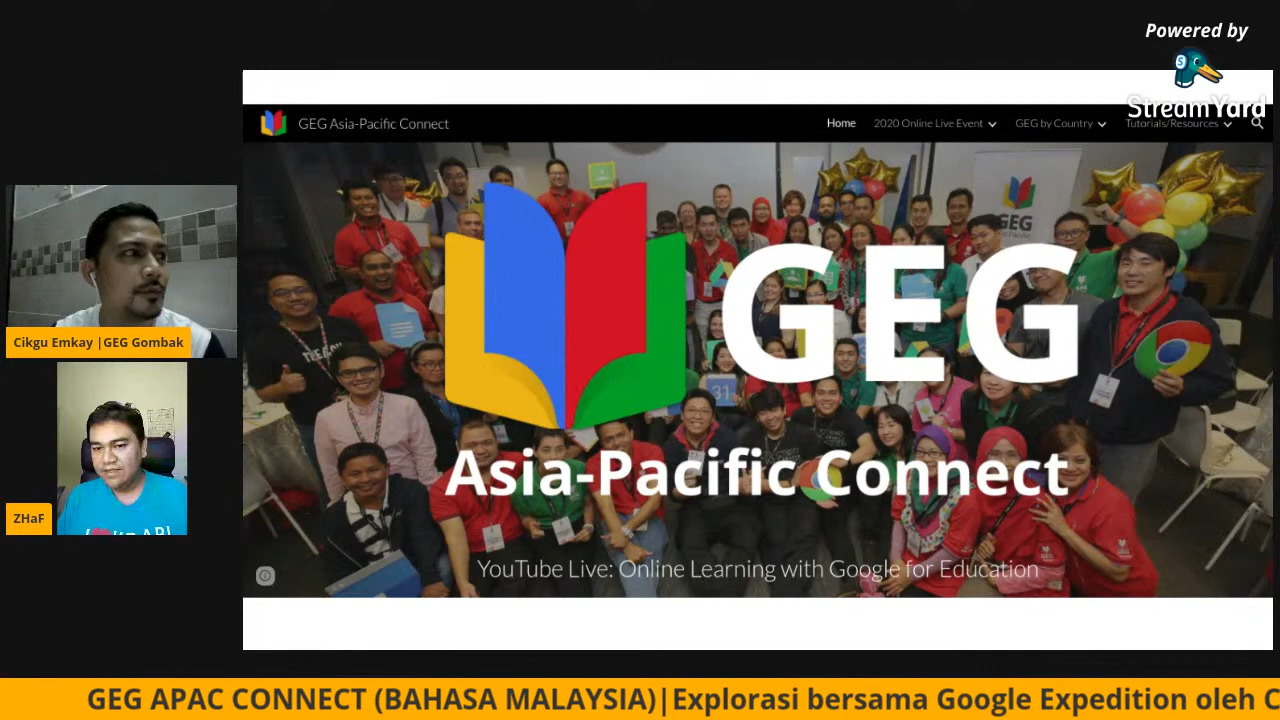 Powered by
StreamYard
GEG Asia-Pacific Connect
Home
2020 Online Live Event
GEG by Country
Tutorials/Resources
GEG
GEG
Asia-Pacific Connect
31
YouTube Live: Online Learning with Google for Education
Cikgu Emkay |GEG Gombak
ZHaF
GEG APAC CONNECT (BAHASA MALAYSIA)|Explorasi bersama Google Expedition oleh C